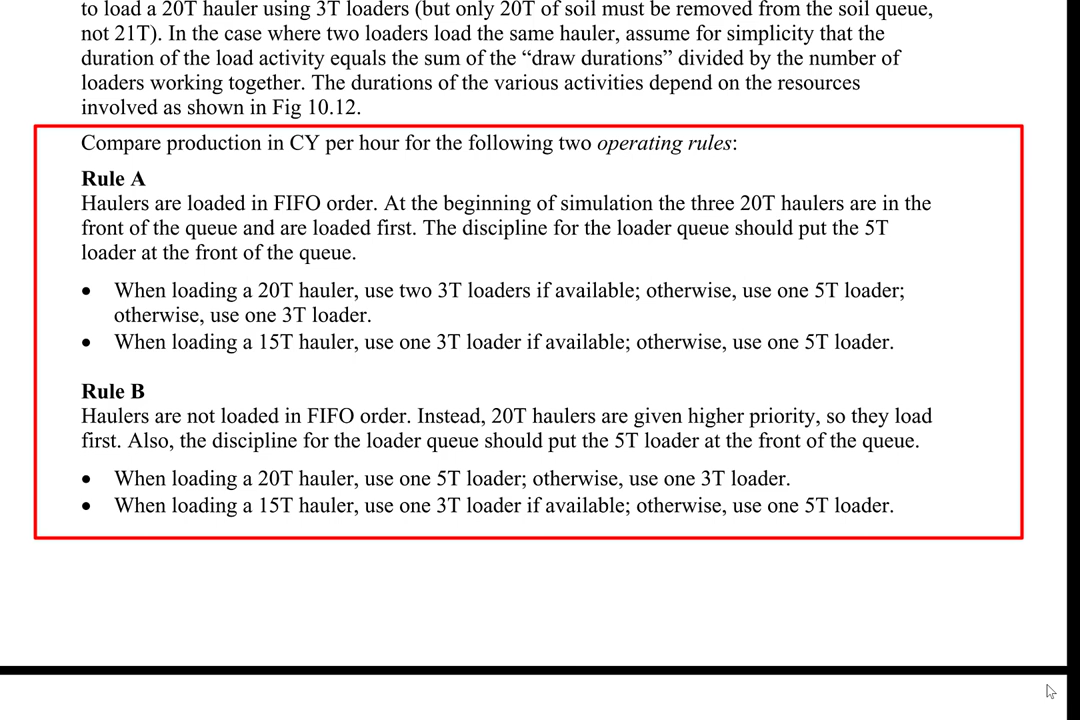 to load a 20T hauler using 3T loaders (but only 20T of soil must be removed from the soil queue,
not 21T). In the case where two loaders load the same hauler, assume for simplicity that the
duration of the load activity equals the sum of the “draw durations” divided by the number of
loaders working together. The durations of the various activities depend on the resources
involved as shown in Fig 10.12.
Compare production in CY per hour for the following two operating rules:
Rule A
Haulers are loaded in FIFO order. At the beginning of simulation the three 20T haulers are in the
front of the queue and are loaded first. The discipline for the loader queue should put the 5T
loader at the front of the queue.
• When loading a 20T hauler, use two 3T loaders if available; otherwise, use one 5T loader;
otherwise, use one 3T loader.
• When loading a 15T hauler, use one 3T loader if available; otherwise, use one 5T loader.
Rule B
Haulers are not loaded in FIFO order. Instead, 20T haulers are given higher priority, so they load
first. Also, the discipline for the loader queue should put the 5T loader at the front of the queue.
• When loading a 20T hauler, use one 5T loader; otherwise, use one 3T loader.
• When loading a 15T hauler, use one 3T loader if available; otherwise, use one 5T loader.